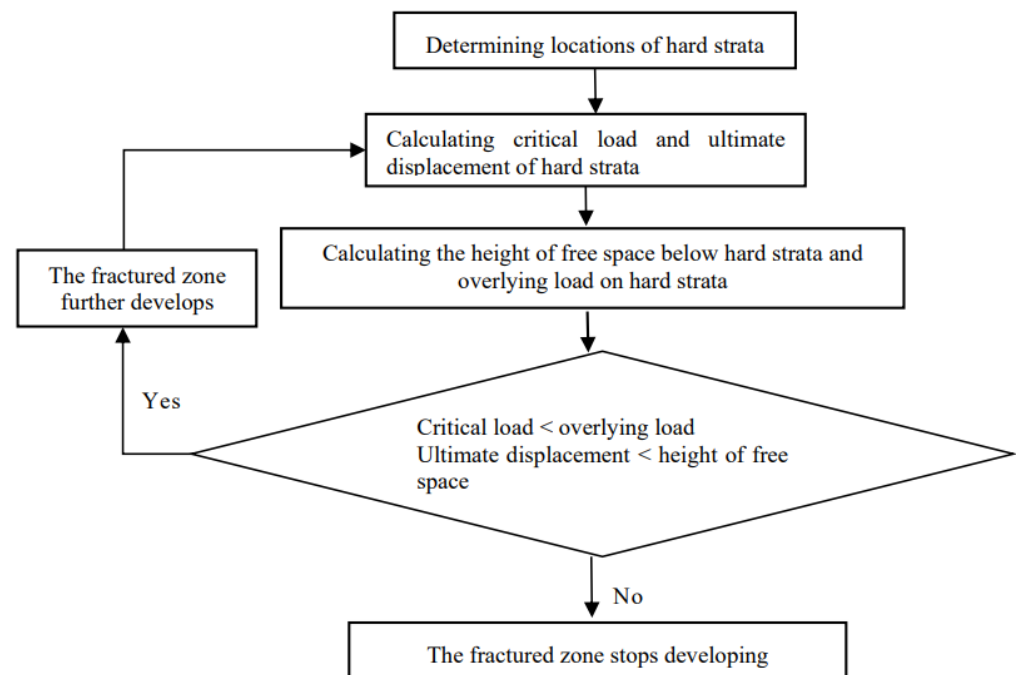 Determining locations of hard strata
Calculating critical load and ultimate
displacement of hard strata
Calculating the height of free space below hard strata and
overlying load on hard strata
The fractured zone
further develops
Yes
Critical load < overlying load
Ultimate displacement < height of free
space
No
The fractured zone stops developing